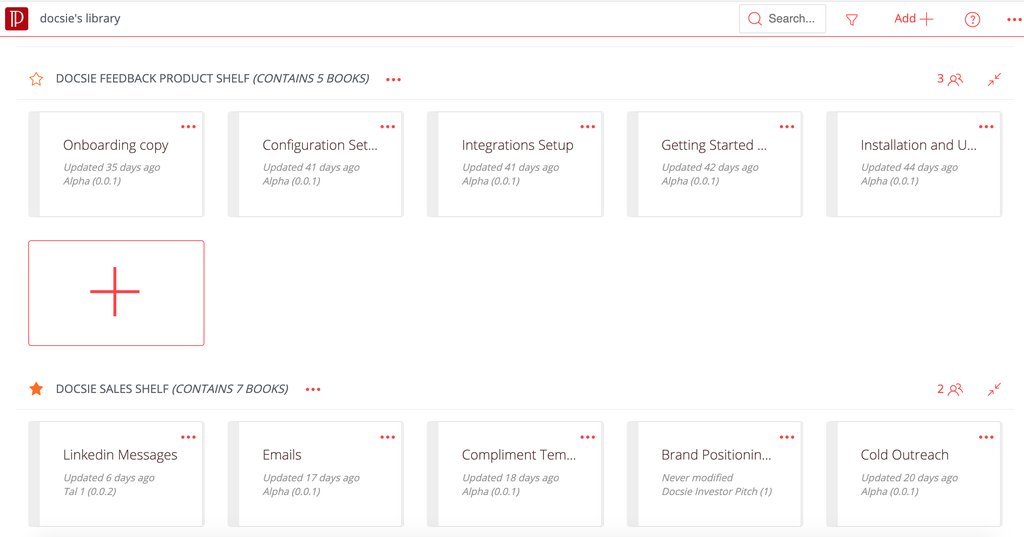 docsie's library
Search...
Add
DOCSIE FEEDBACK PRODUCT SHELF (CONTAINS 5 BOOKS)
3
Onboarding copy
Updated 35 days ago
Alpha (0.0.1)
Configuration Set...
Updated 41 days ago
Alpha (0.0.1)
Integrations Setup
Updated 41 days ago
Alpha (0.0.1)
Getting Started ...
Updated 42 days ago
Alpha (0.0.1)
Installation and U...
Updated 44 days ago
Alpha (0.0.1)
DOCSIE SALES SHELF (CONTAINS 7 BOOKS)
2
Linkedin Messages
Updated 6 days ago
Tal 1 (0.0.2)
Emails
Updated 17 days ago
Alpha (0.0.1)
Compliment Tem...
Updated 18 days ago
Alpha (0.0.1)
Brand Positionin...
Never modified
Docsie Investor Pitch (1)
Cold Outreach
Updated 20 days ago
Alpha (0.0.1)